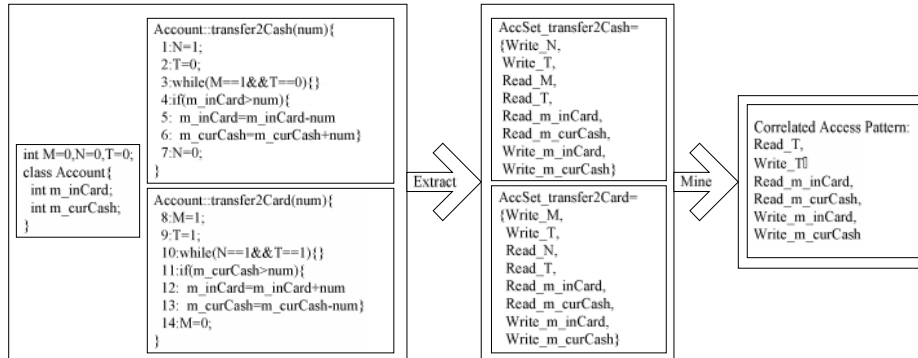 int M=0,N=0,T=0;
class Account{
int m_inCard;
int m_curCash;
}
Account::transfer2Cash(num){
1:N=1;
2:T=0;
3:while(M==1&&T==0){}
4:if(m_inCard>num){
5: m_inCard=m_inCard-num
6: m_curCash=m_curCash+num}
7:N=0;
}
Account::transfer2Card(num){
8:M=1;
9:T=1;
10:while(N==1&&T==1){}
11:if(m_curCash>num){
12: m_inCard=m_inCard+num
13: m_curCash=m_curCash-num}
14:M=0;
}
Extract
AccSet_transfer2Cash=
{Write_N,
Write_T,
Read_M,
Read_T,
Read_m_inCard,
Read_m_curCash,
Write_m_inCard,
Write_m_curCash}
AccSet_transfer2Card=
{Write_M,
Write_T,
Read_N,
Read_T,
Read_m_inCard,
Read_m_curCash,
Write_m_inCard,
Write_m_curCash}
Mine
Correlated Access Pattern:
Read_T,
Write_T▯
Read_m_inCard,
Read_m_curCash,
Write_m_inCard,
Write_m_curCash